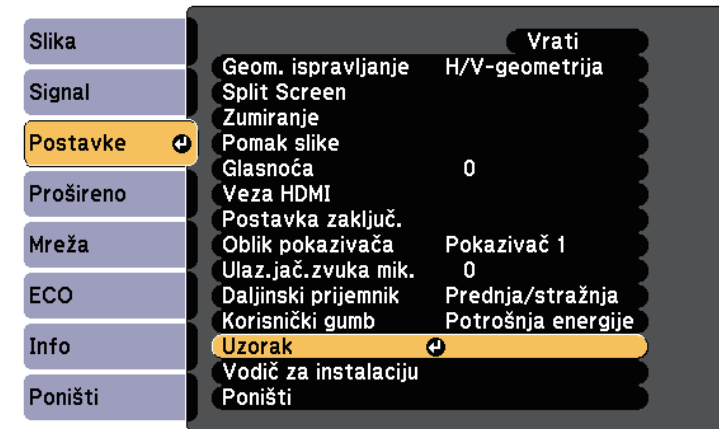 Slika
Signal
Postavke
Prošireno
Mreža
ECO
Info
Poništi
Vrati
Geom. ispravljanje H/V-geometrija
Split Screen
Zumiranje
Pomak slike
Glasnoća 0
Veza HDMI
Postavka zaključ.
Oblik pokazivača Pokazivač 1
Ulaz.jač.zvuka mik. 0
Daljinski prijemnik Prednja/stražnja
Korisnički gumb Potrošnja energije
Uzorak
Vodič za instalaciju
Poništi